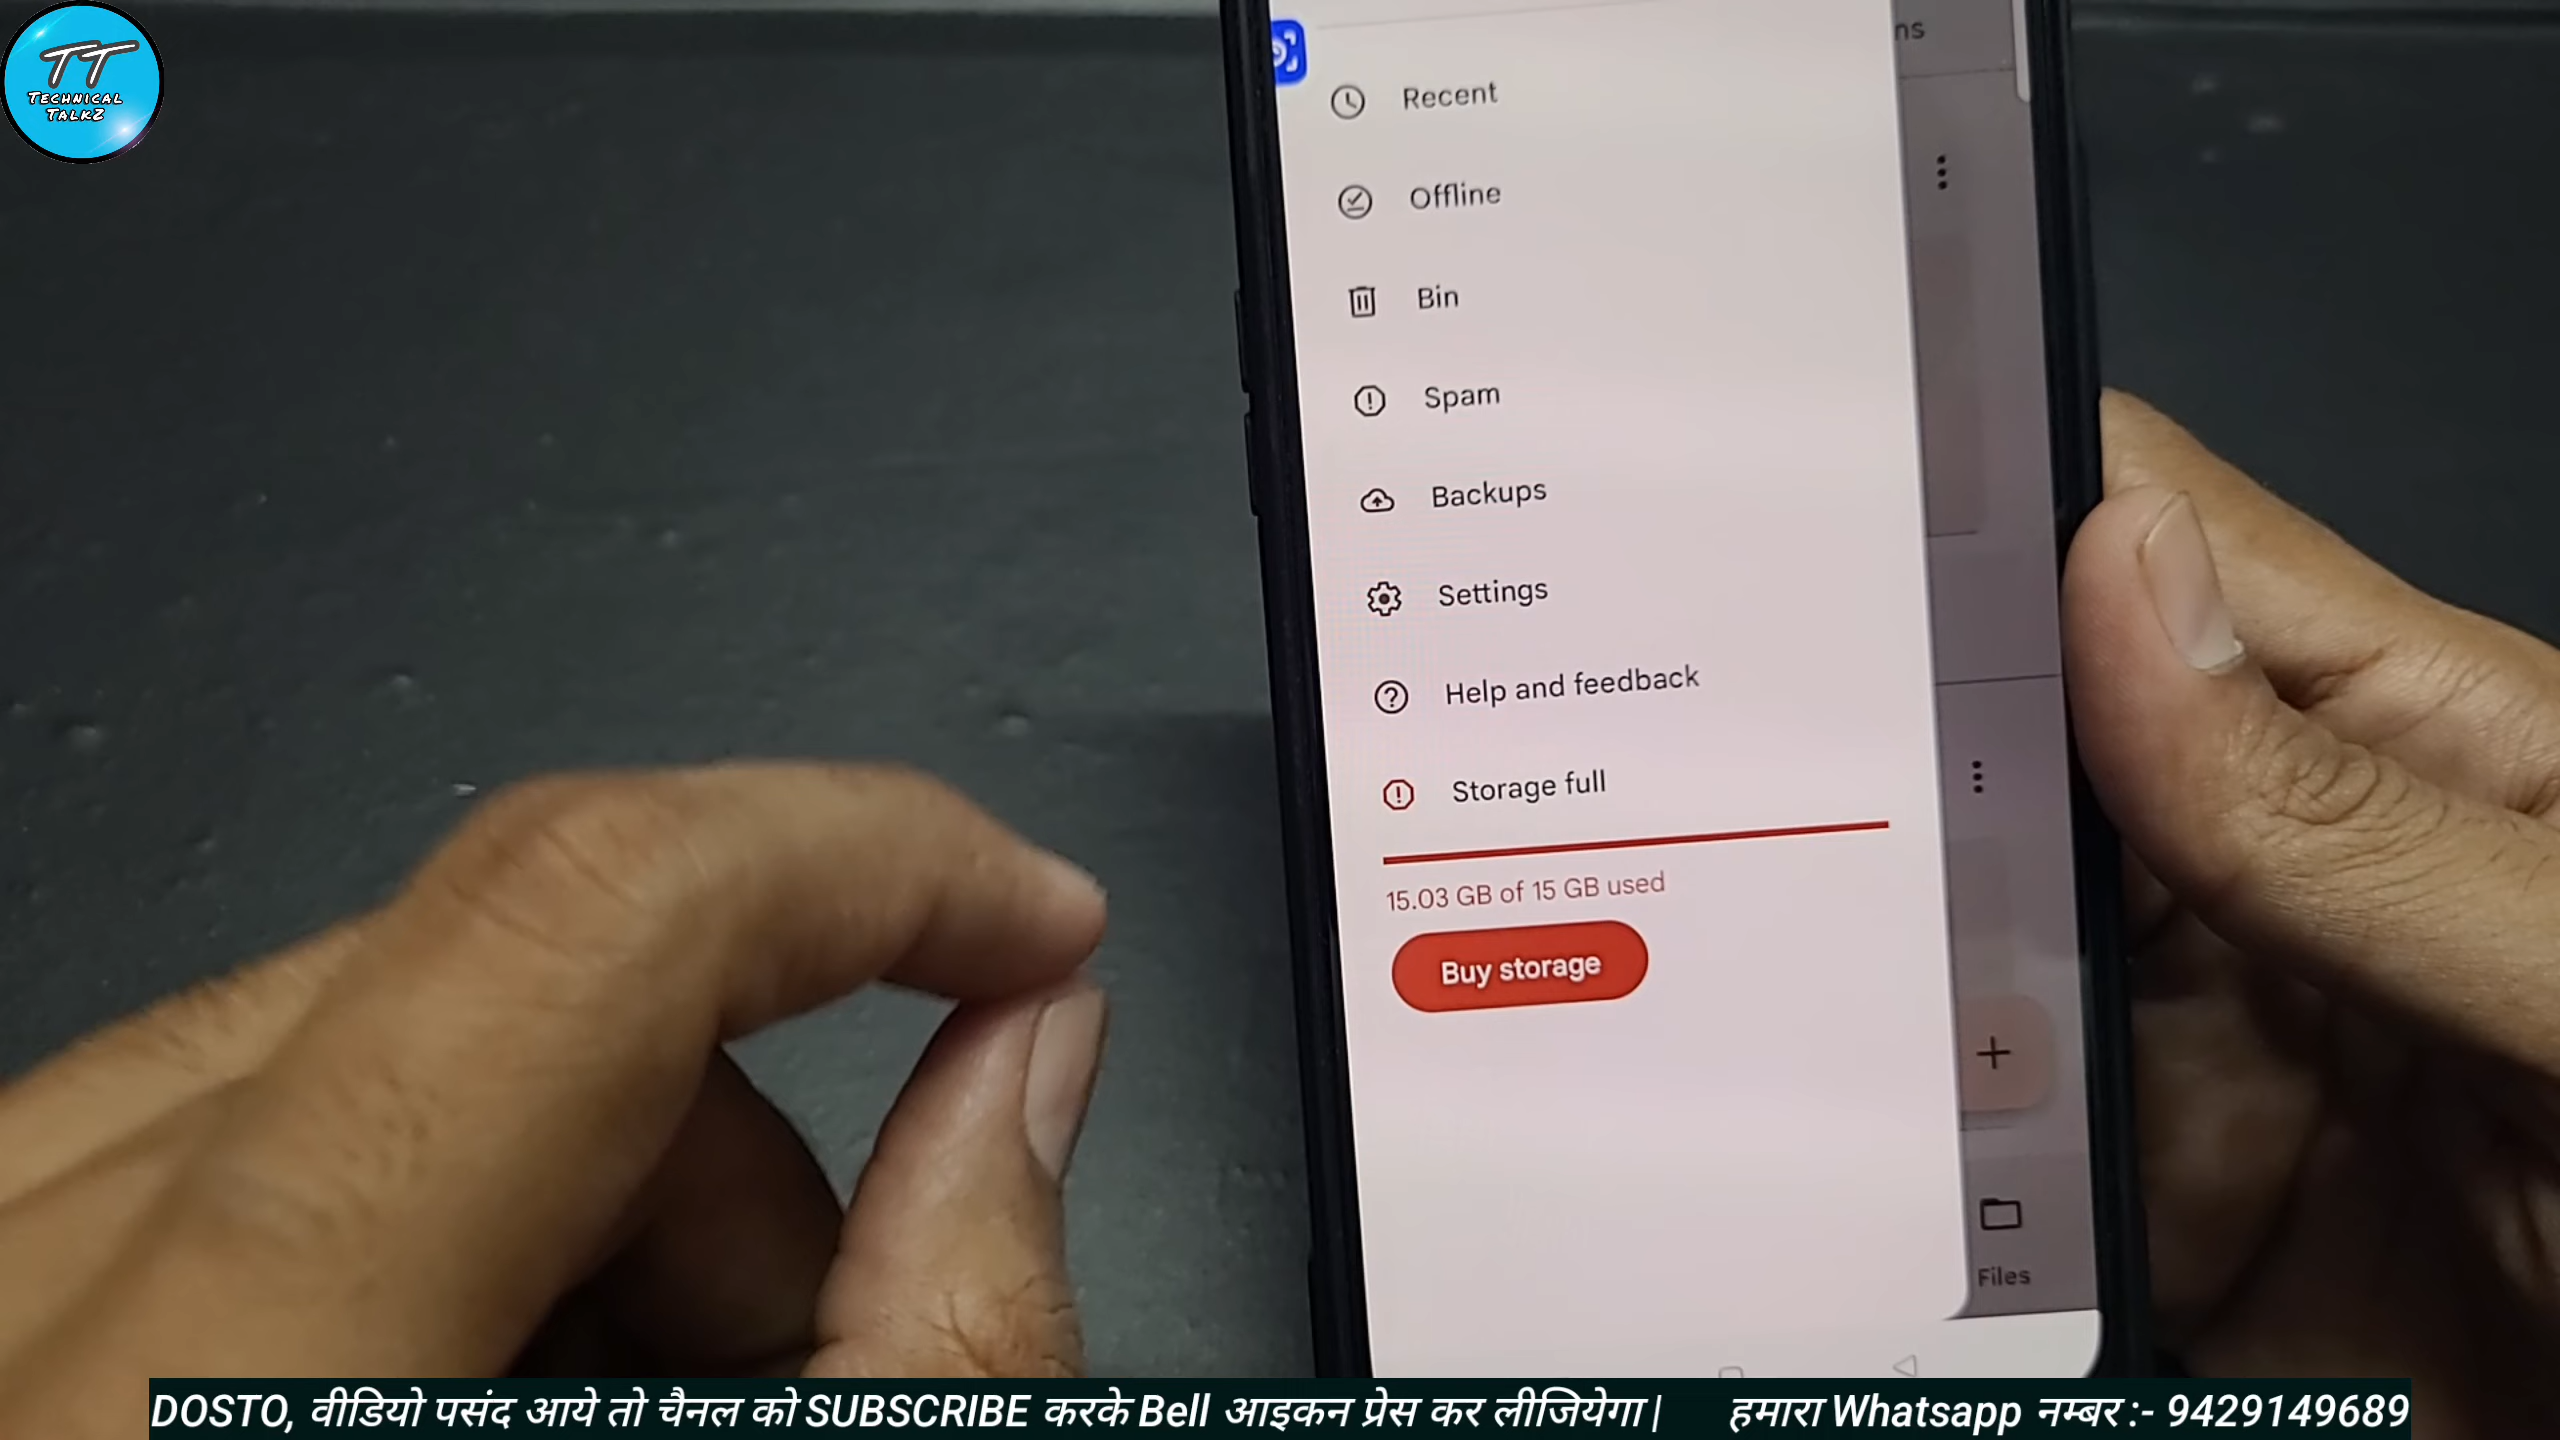 TT
TECHNICAL
TALKZ
ns
Recent
Offline
Bin
Spam
Backups
Settings
Help and feedback
Storage full
15.03 GB of 15 GB used
Buy storage
Files
DOSTO, वीडियो पसंद आये तो चैनल को SUBSCRIBE करके Bell आइकन प्रेस कर लीजियेगा | हमारा Whatsapp नम्बर :- 9429149689